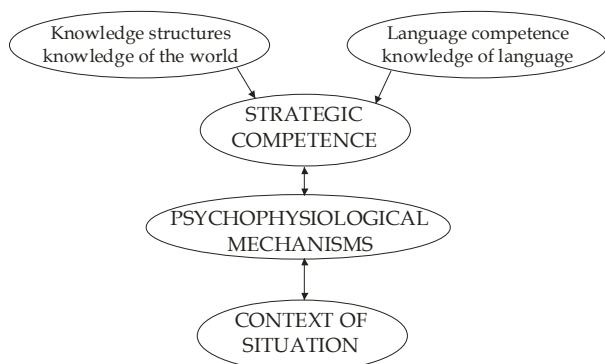 Knowledge structures
knowledge of the world
Language competence
knowledge of language
STRATEGIC
COMPETENCE
PSYCHOPHYSIOLOGICAL
MECHANISMS
CONTEXT OF
SITUATION